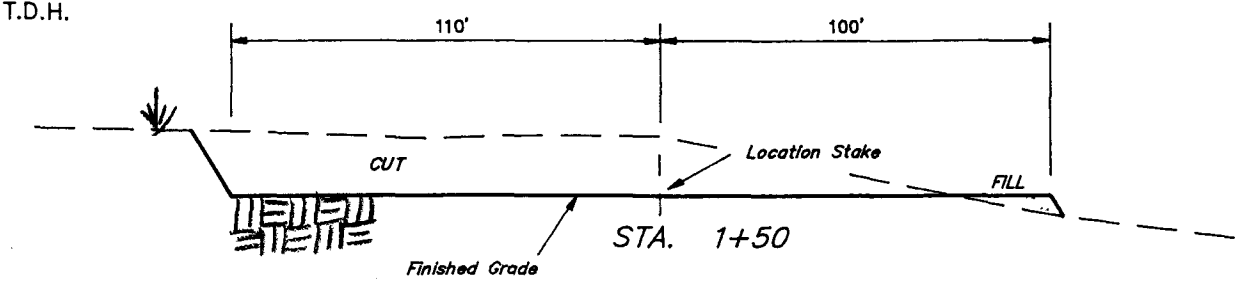 T.D.H.
110'
100'
CUT
Location Stake
FILL
STA. 1+50
Finished Grade